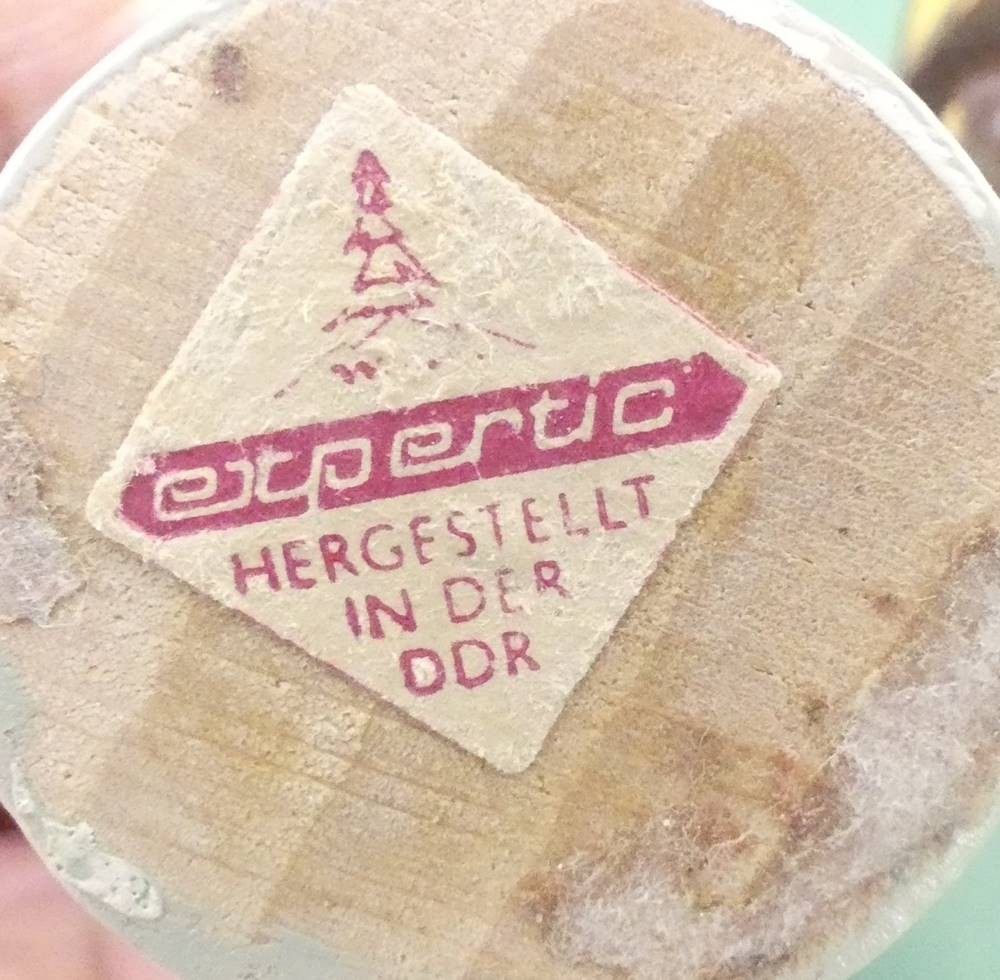 expertic
HERGESTELLT
IN DER
DDR